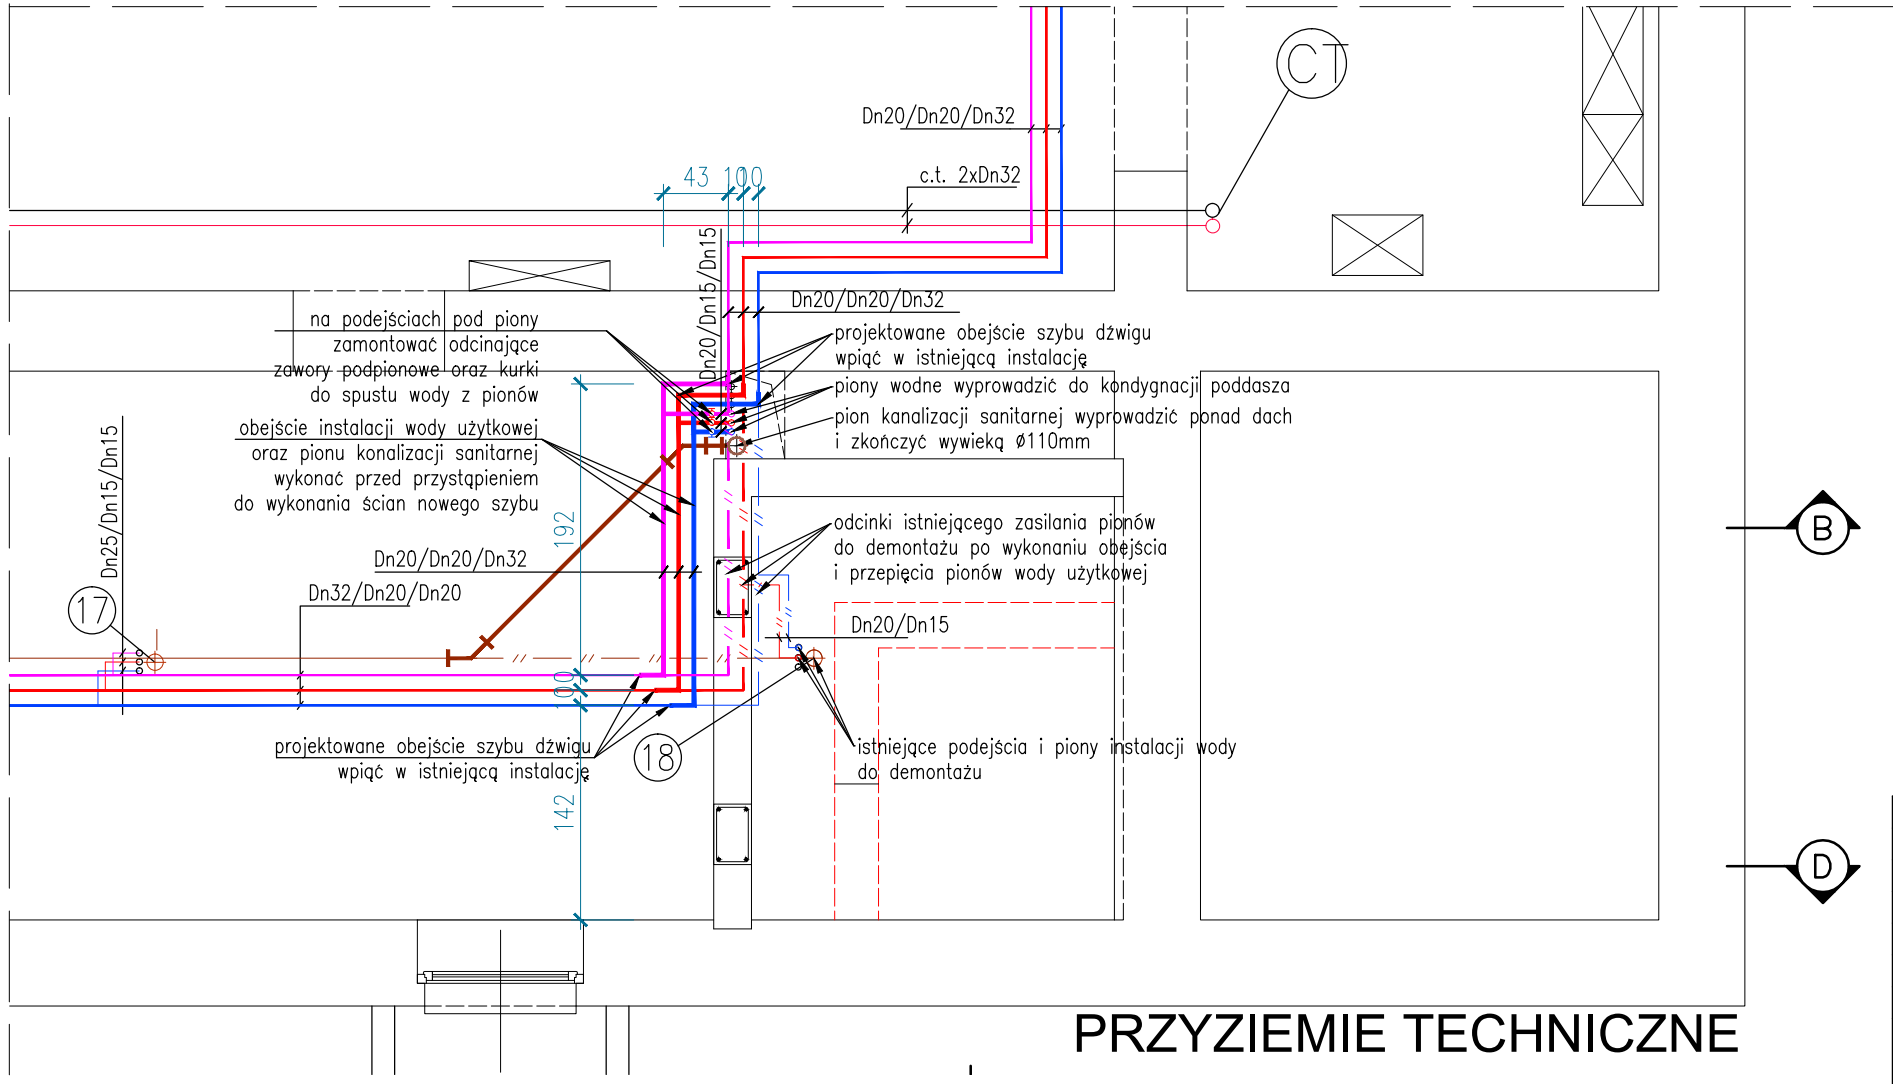 CT
Dn20/Dn20/Dn32
c.t. 2xDn32
43
100
Dn20/Dn15/Dn15
Dn20/Dn20/Dn32
na podejściach pod piony
zamontować odcinające
zawory podpionowe oraz kurki
do spustu wody z pionów
projektowane obejście szybu dźwigu
wpiąć w istniejącą instalację
piony wodne wyprowadzić do kondygnacji poddasza
pion kanalizacji sanitarnej wyprowadzić ponad dach
i zkończyć wywieką Ø110mm
obejście instalacji wody użytkowej
oraz pionu konalizacji sanitarnej
wykonać przed przystąpieniem
do wykonania ścian nowego szybu
Dn25/Dn15/Dn15
192
odcinki istniejącego zasilania pionów
do demontażu po wykonaniu obejścia
i przepięcia pionów wody użytkowej
B
Dn20/Dn20/Dn32
Dn32/Dn20/Dn20
17
Dn20/Dn15
100
projektowane obejście szybu dźwigu
wpiąć w istniejącą instalację
18
istniejące podejścia i piony instalacji wody
do demontażu
142
D
PRZYZIEMIE TECHNICZNE